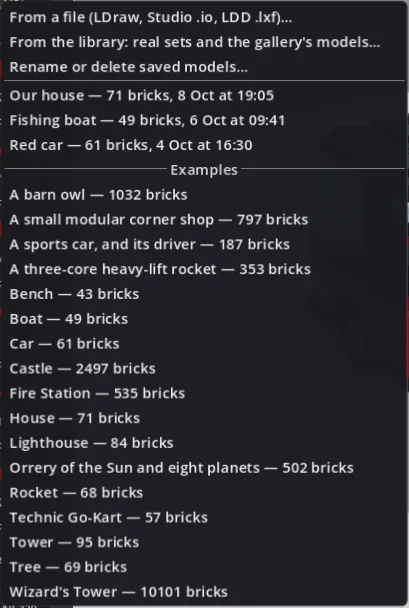 From a file (LDraw, Studio .io, LDD .lxf)...
From the library: real sets and the gallery's models...
Rename or delete saved models...
Our house — 71 bricks, 8 Oct at 19:05
Fishing boat — 49 bricks, 6 Oct at 09:41
Red car — 61 bricks, 4 Oct at 16:30
Examples
A barn owl — 1032 bricks
A small modular corner shop — 797 bricks
A sports car, and its driver — 187 bricks
A three-core heavy-lift rocket — 353 bricks
Bench — 43 bricks
Boat — 49 bricks
Car — 61 bricks
Castle — 2497 bricks
Fire Station — 535 bricks
House — 71 bricks
Lighthouse — 84 bricks
Orrery of the Sun and eight planets — 502 bricks
Rocket — 68 bricks
Technic Go-Kart — 57 bricks
Tower — 95 bricks
Tree — 69 bricks
Wizard's Tower — 10101 bricks